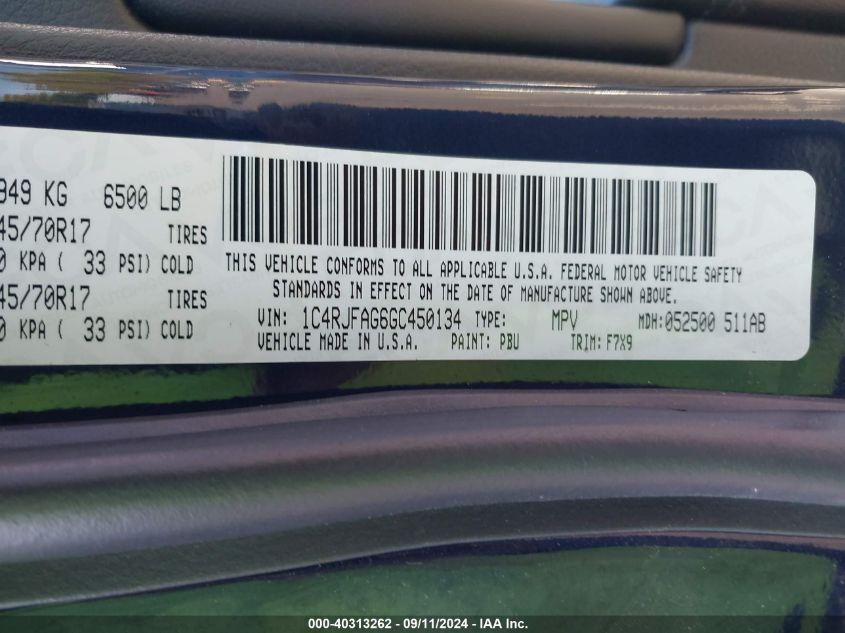 949 KG 6500 LB
45/70R17 TIRES
0 KPA ( 33 PSI) COLD
45/70R17 TIRES
0 KPA ( 33 PSI) COLD
THIS VEHICLE CONFORMS TO ALL APPLICABLE U.S.A. FEDERAL MOTOR VEHICLE SAFETY
STANDARDS IN EFFECT ON THE DATE OF MANUFACTURE SHOWN ABOVE.
VIN: 1C4RJFAG6GC450134 TYPE: MPV MDH:052500 511AB
VEHICLE MADE IN U.S.A. PAINT: PBU TRIM: F7X9
000-40313262 - 09/11/2024 - IAA Inc.